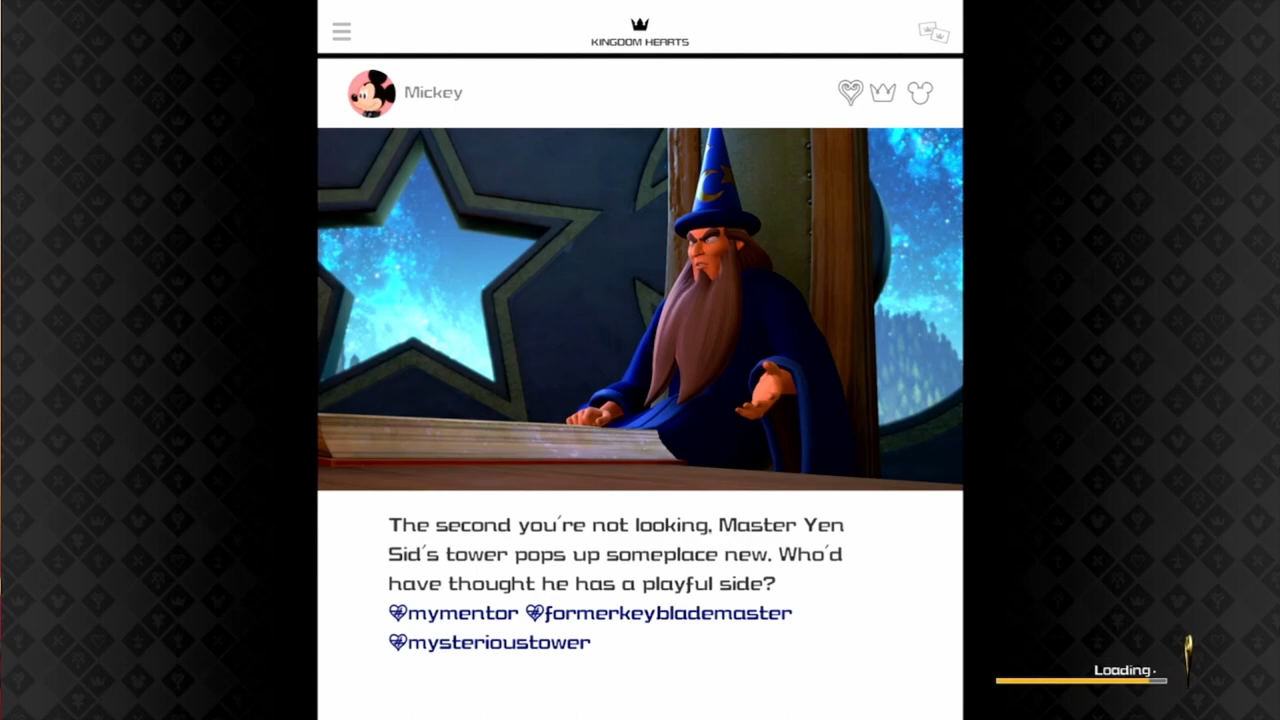 KINGDOM HEARTS
Mickey
The second you're not looking, Master Yen
Sid's tower pops up someplace new. Who'd
have thought he has a playful side?
#mymentor #formerkeyblademaster
#mysterioustower
Loading.